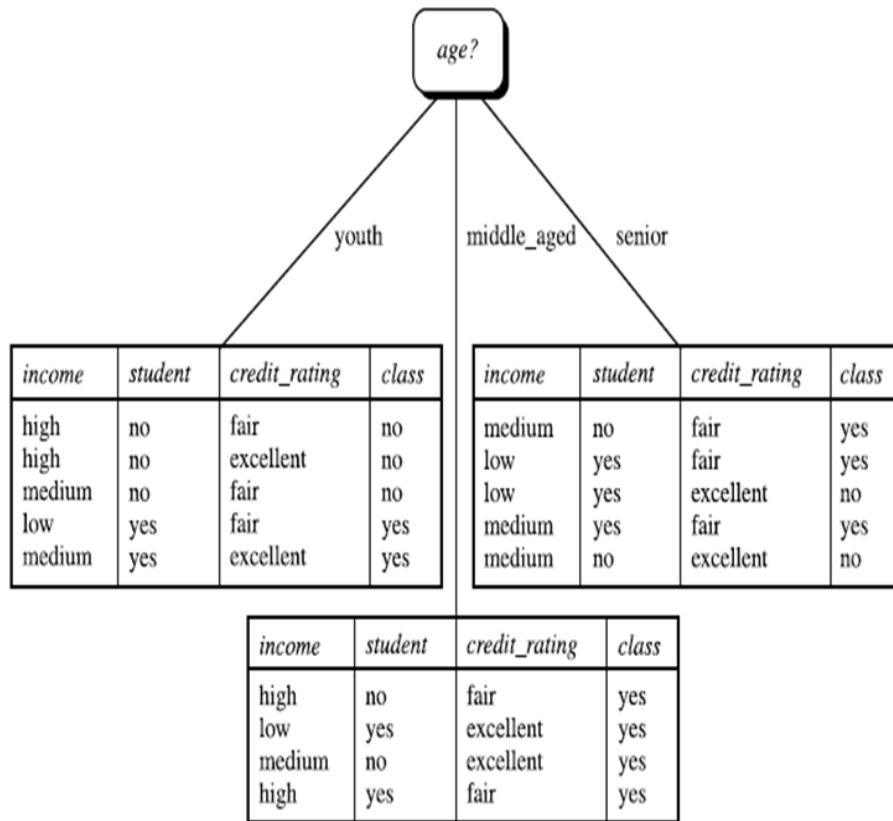 age?
youth
middle_aged
senior
income student credit_rating class
high no fair no
high no excellent no
medium no fair no
low yes fair yes
medium yes excellent yes
income student credit_rating class
medium no fair yes
low yes fair yes
low yes excellent no
medium yes fair yes
medium no excellent no
income student credit_rating class
high no fair yes
low yes excellent yes
medium no excellent yes
high yes fair yes